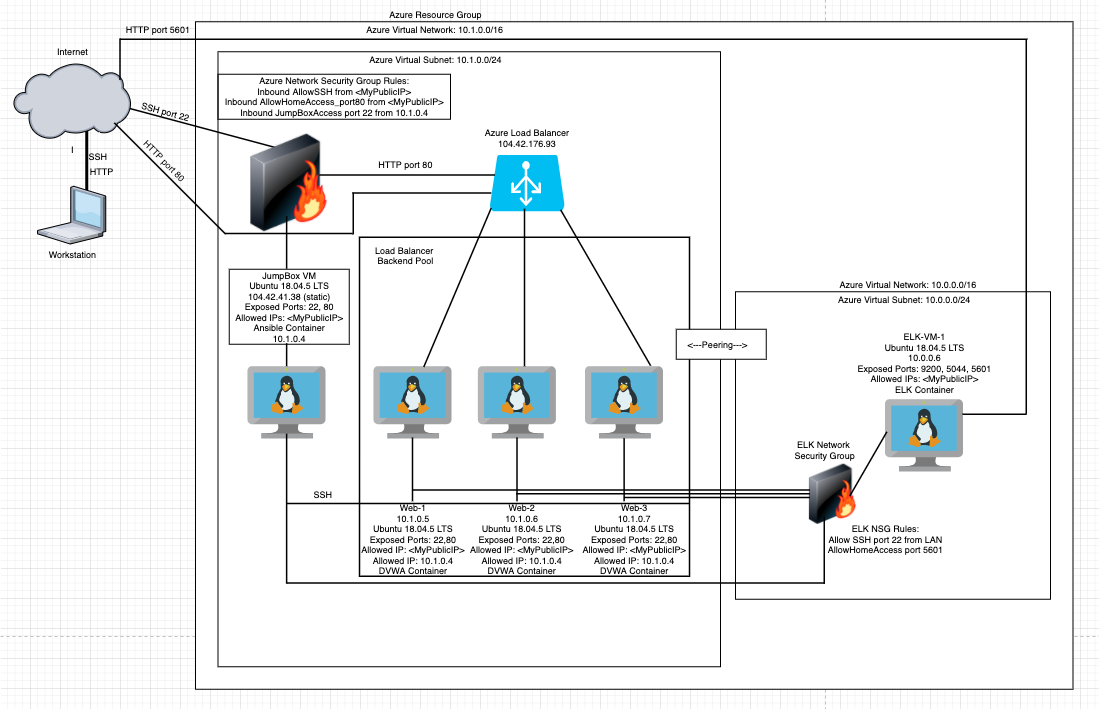 Azure Resource Group
HTTP port 5601
Azure Virtual Network: 10.1.0.0/16
Internet
Azure Virtual Subnet: 10.1.0.0/24
Azure Network Security Group Rules:
Inbound AllowSSH from <MyPublicIP>
Inbound AllowHomeAccess_port80 from <MyPublicIP>
Inbound JumpBoxAccess port 22 from 10.1.0.4
SSH port 22
Azure Load Balancer
104.42.176.93
I
SSH
HTTP
HTTP port 80
HTTP port 80
Workstation
Load Balancer
Backend Pool
JumpBox VM
Ubuntu 18.04.5 LTS
104.42.41.38 (static)
Exposed Ports: 22, 80
Allowed IPs: <MyPublicIP>
Ansible Container
10.1.0.4
Azure Virtual Network: 10.0.0.0/16
Azure Virtual Subnet: 10.0.0.0/24
<---Peering--->
ELK-VM-1
Ubuntu 18.04.5 LTS
10.0.0.6
Exposed Ports: 9200, 5044, 5601
Allowed IPs: <MyPublicIP>
ELK Container
ELK Network
Security Group
SSH
Web-1
10.1.0.5
Ubuntu 18.04.5 LTS
Exposed Ports: 22,80
Allowed IP: <MyPublicIP>
Allowed IP: 10.1.0.4
DVWA Container
Web-2
10.1.0.6
Ubuntu 18.04.5 LTS
Exposed Ports: 22,80
Allowed IP: <MyPublicIP>
Allowed IP: 10.1.0.4
DVWA Container
Web-3
10.1.0.7
Ubuntu 18.04.5 LTS
Exposed Ports: 22,80
Allowed IP: <MyPublicIP>
Allowed IP: 10.1.0.4
DVWA Container
ELK NSG Rules:
Allow SSH port 22 from LAN
AllowHomeAccess port 5601